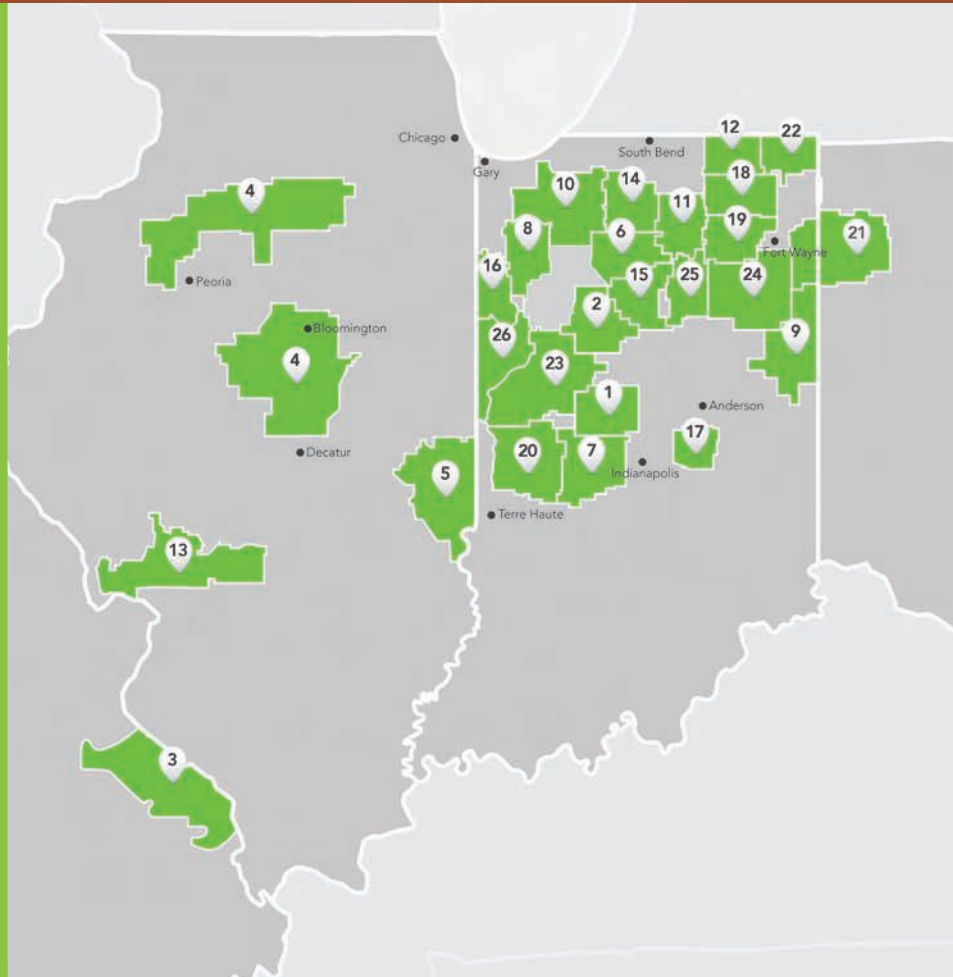 12
22
Chicago
South Bend
Gary
18
4
10
14
11
19
21
8
6
Fort Wayne
16
15
25
24
Peoria
2
Bloomington
26
9
4
23
1
Anderson
17
Decatur
20
7
Indianapolis
5
Terre Haute
13
3